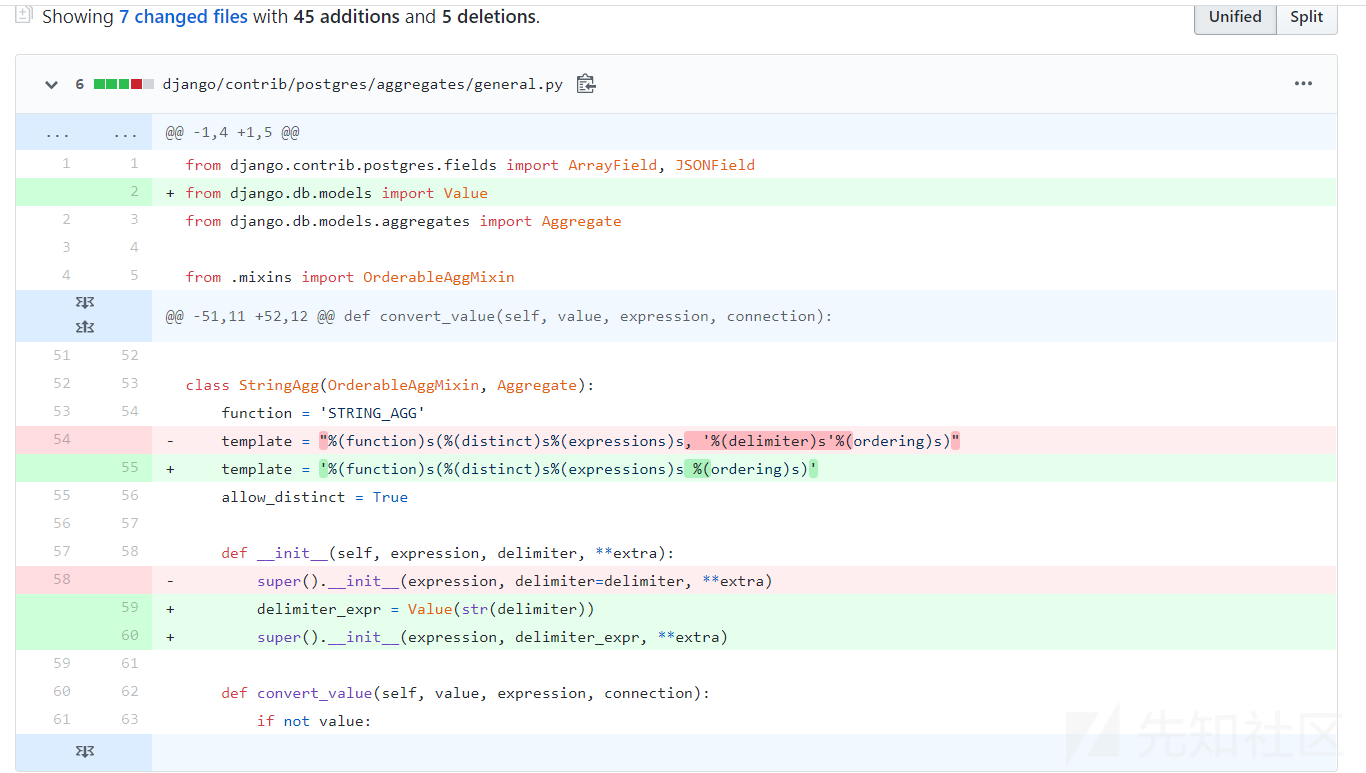 Showing 7 changed files with 45 additions and 5 deletions.
Unified Split
6 django/contrib/postgres/aggregates/general.py ...
... ... @@ -1,4 +1,5 @@
1 1 from django.contrib.postgres.fields import ArrayField, JSONField
2 + from django.db.models import Value
2 3 from django.db.models.aggregates import Aggregate
3 4
4 5 from .mixins import OrderableAggMixin
@@ -51,11 +52,12 @@ def convert_value(self, value, expression, connection):
51 52
52 53 class StringAgg(OrderableAggMixin, Aggregate):
53 54 function = 'STRING_AGG'
54 - template = "%(function)s(%(distinct)s%(expressions)s, '%(delimiter)s'%(ordering)s)"
55 + template = '%(function)s(%(distinct)s%(expressions)s %(ordering)s)'
55 56 allow_distinct = True
56 57
57 58 def __init__(self, expression, delimiter, **extra):
58 - super().__init__(expression, delimiter=delimiter, **extra)
59 + delimiter_expr = Value(str(delimiter))
60 + super().__init__(expression, delimiter_expr, **extra)
59 61
60 62 def convert_value(self, value, expression, connection):
61 63 if not value:
先知社区